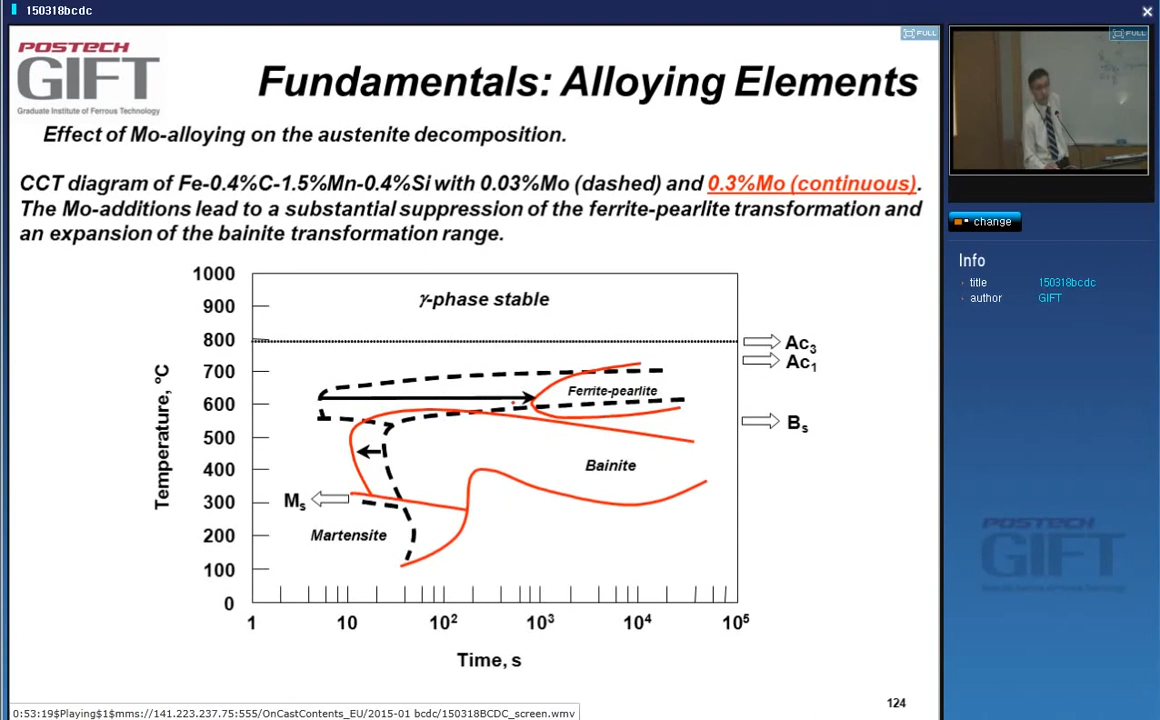 150318bcdc
FULL
FULL
POSTECH
GIFT
Graduate Institute of Ferrous Technology
Fundamentals: Alloying Elements
Effect of Mo-alloying on the austenite decomposition.
CCT diagram of Fe-0.4%C-1.5%Mn-0.4%Si with 0.03%Mo (dashed) and 0.3%Mo (continuous).
The Mo-additions lead to a substantial suppression of the ferrite-pearlite transformation and
an expansion of the bainite transformation range.
change
Info
title 150318bcdc
author GIFT
1000
900
800
700
600
500
400
300
200
100
0
Temperature, °C
γ-phase stable
Ac3
Ac1
Ferrite-pearlite
Bs
Bainite
Ms
Martensite
1 10 10² 10³ 10⁴ 10⁵
Time, s
POSTECH
GIFT
124
0:53:19$Playing$1$mms://141.223.237.75:555/OnCastContents_EU/2015-01 bcdc/150318BCDC_screen.wmv